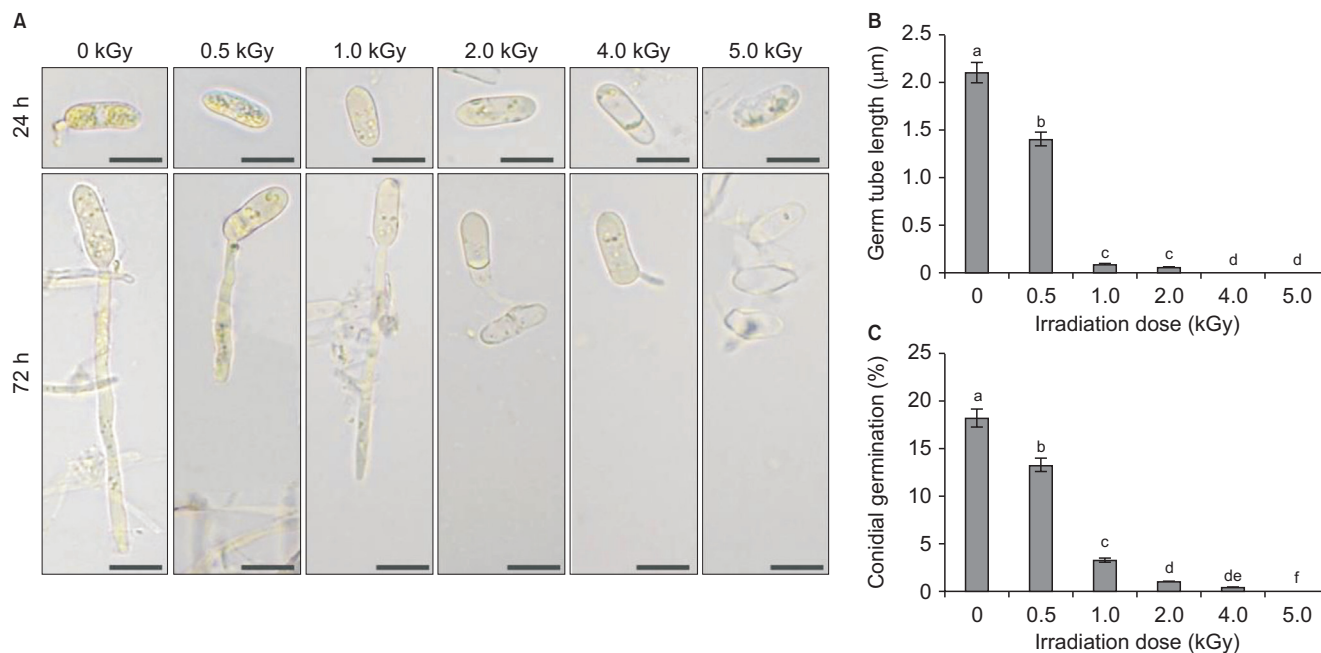 A
0 kGy 0.5 kGy 1.0 kGy 2.0 kGy 4.0 kGy 5.0 kGy
24 h
72 h
B
Germ tube length (μm)
2.5
2.0
1.5
1.0
0.5
0
a
b
c
c
d
d
0 0.5 1.0 2.0 4.0 5.0
Irradiation dose (kGy)
C
Conidial germination (%)
25
20
15
10
5
0
a
b
c
d
de
f
0 0.5 1.0 2.0 4.0 5.0
Irradiation dose (kGy)